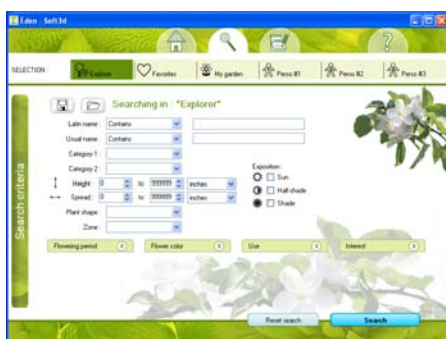 Eden - Soft3d
SELECTION :
Explorer
Favorites
My garden
Perso #1
Perso #2
Perso #3
Searching in : "Explorer"
Search criteria
Latin name : Contains
Usual name : Contains
Category 1 :
Category 2 :
Height : 0 to 999999 inches
Spread : 0 to 999999 inches
Plant shape :
Zone :
Exposition :
Sun
Half-shade
Shade
Flowering period
Flower color
Use
Interest
Reset search
Search